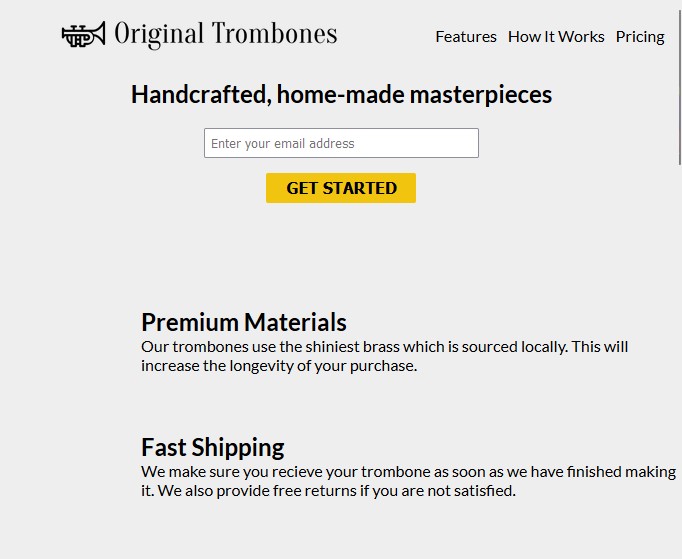 Original Trombones
Features How It Works Pricing
Handcrafted, home-made masterpieces
Enter your email address
GET STARTED
Premium Materials
Our trombones use the shiniest brass which is sourced locally. This will
increase the longevity of your purchase.
Fast Shipping
We make sure you recieve your trombone as soon as we have finished making
it. We also provide free returns if you are not satisfied.